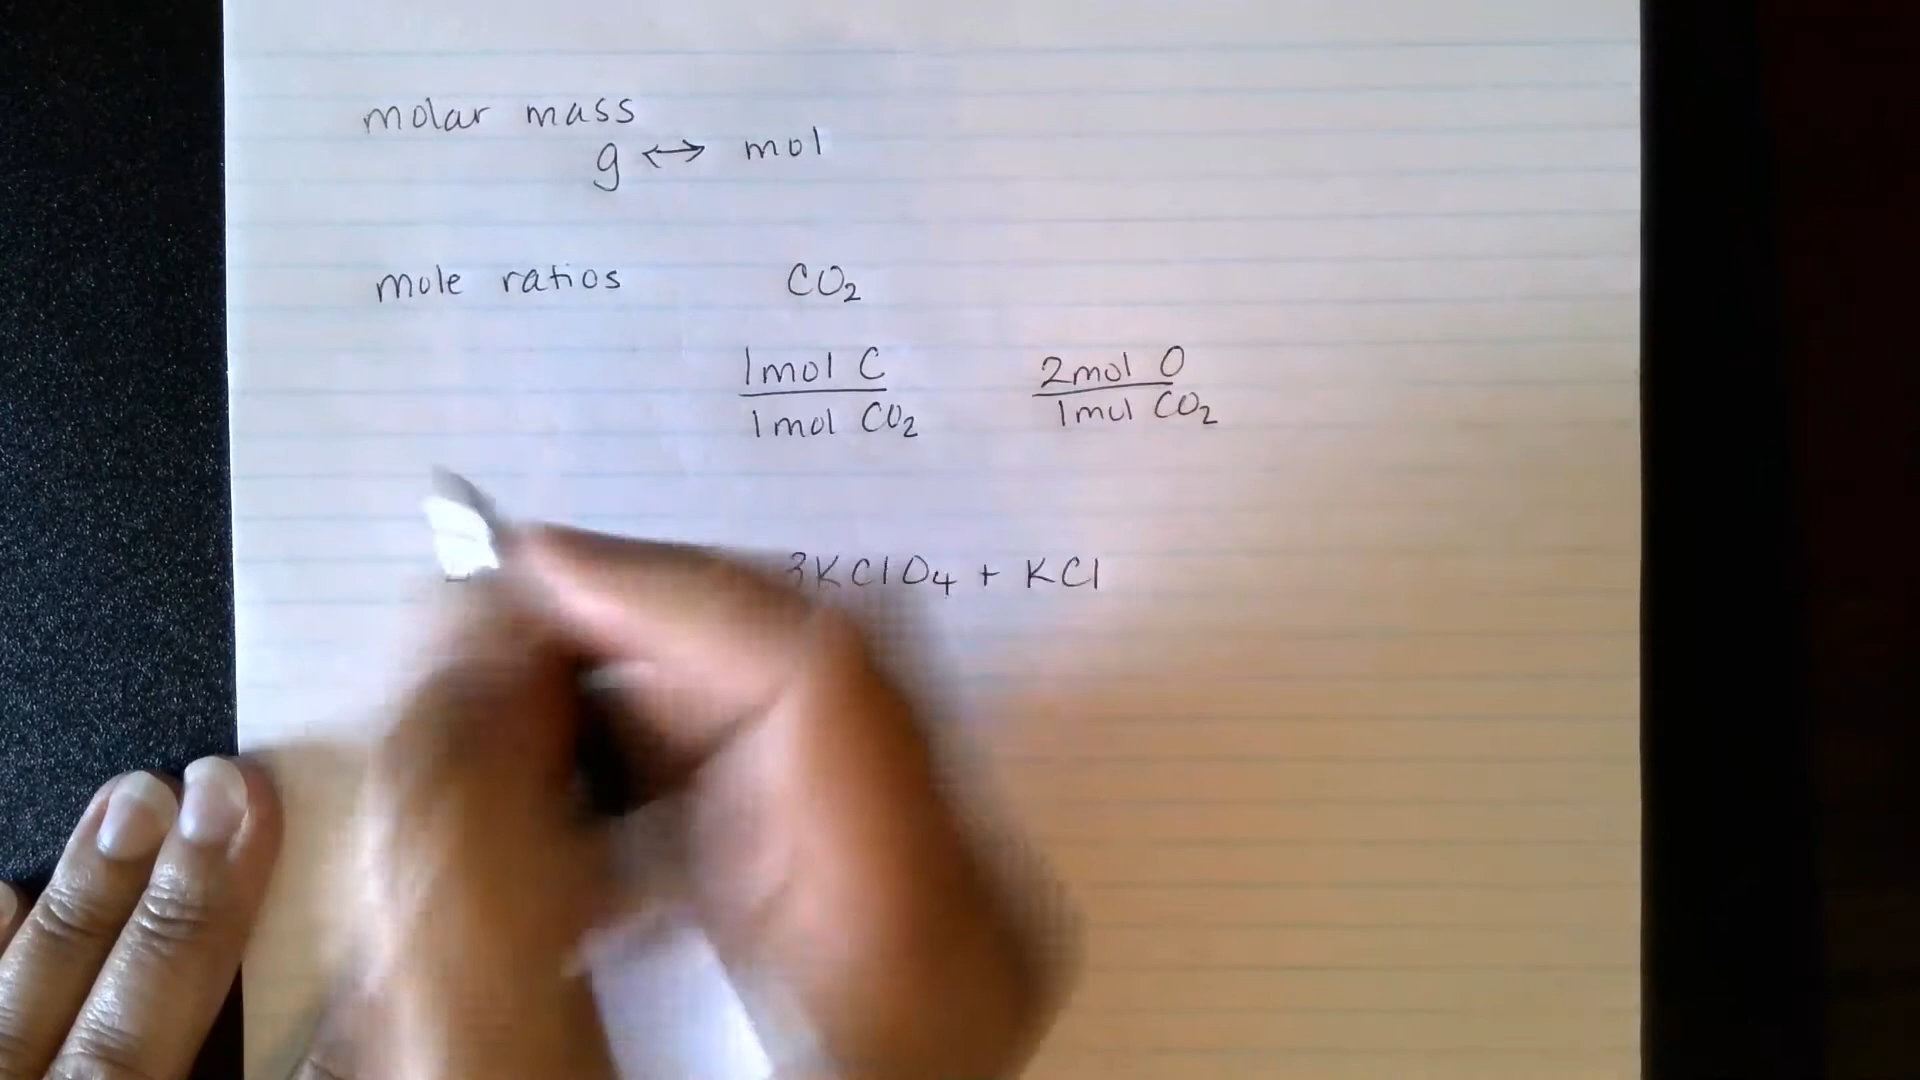 molar mass
g ↔ mol
mole ratios CO₂
1mol C 2mol O
1mol CO₂ 1mol CO₂
3KClO₄ + KCl